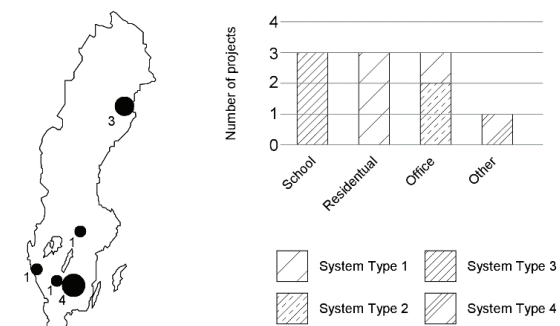 3
1
1
1
4
Number of projects
4
3
2
1
0
School
Residentual
Office
Other
System Type 1
System Type 3
System Type 2
System Type 4